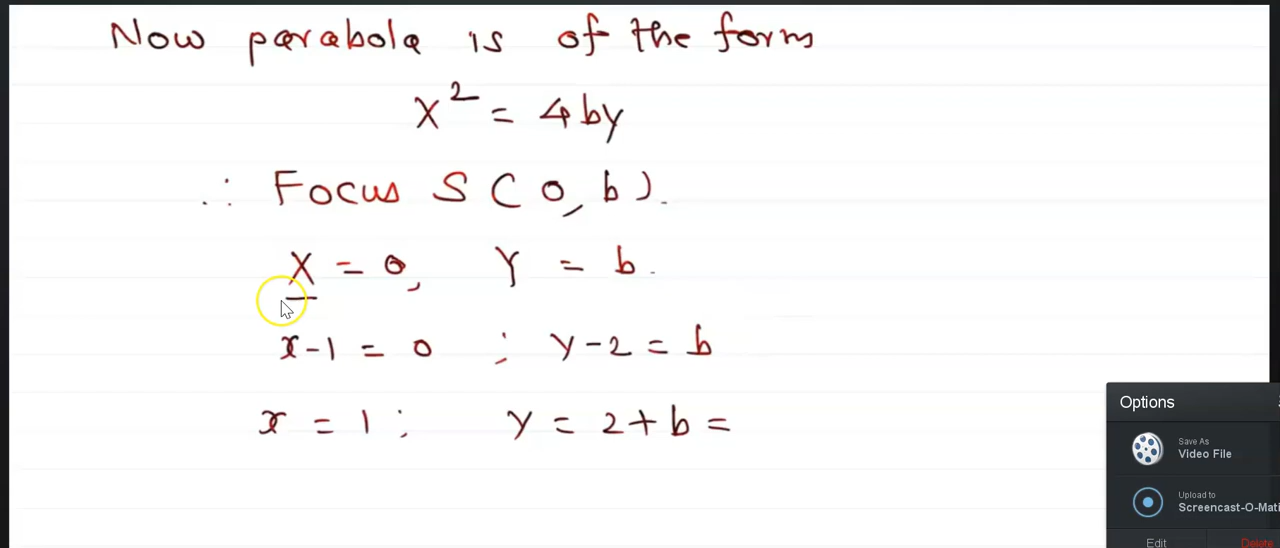 Now parabola is of the form
X² = 4by
∴ Focus S (0, b).
X = 0, Y = b.
x-1 = 0 ; y-2 = b
x = 1 ; y = 2+b =
Options
Save As
Video File
Upload to
Screencast-O-Mati
Edit Delete